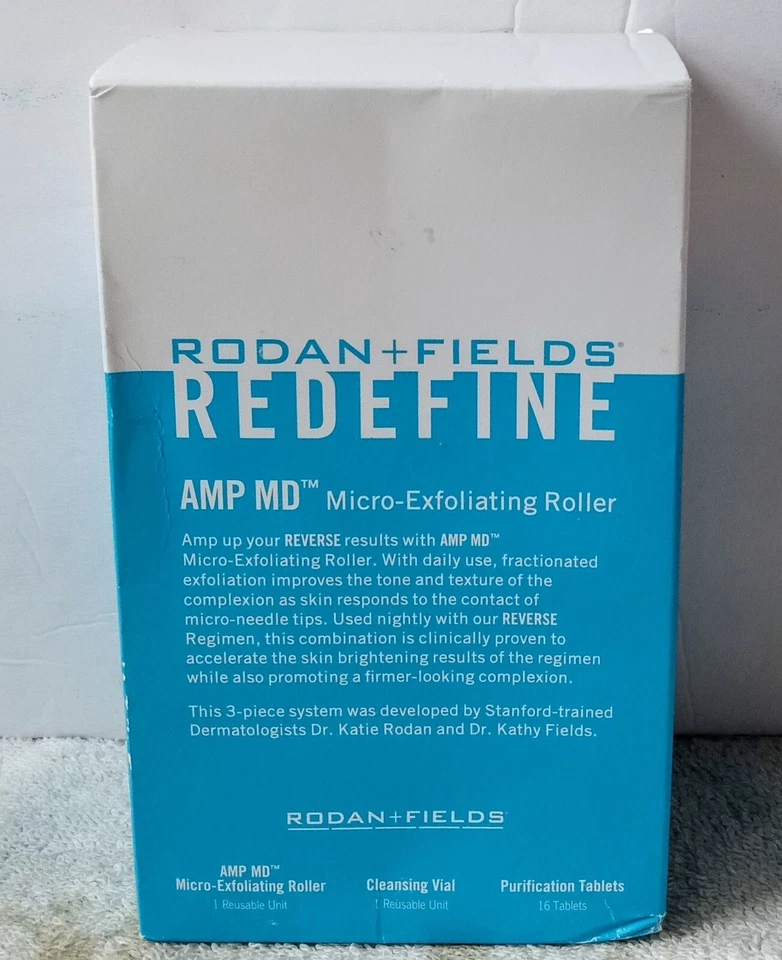 RODAN+FIELDS®
REDEFINE
AMP MD™ Micro-Exfoliating Roller
Amp up your REVERSE results with AMP MD™
Micro-Exfoliating Roller. With daily use, fractionated
exfoliation improves the tone and texture of the
complexion as skin responds to the contact of
micro-needle tips. Used nightly with our REVERSE
Regimen, this combination is clinically proven to
accelerate the skin brightening results of the regimen
while also promoting a firmer-looking complexion.
This 3-piece system was developed by Stanford-trained
Dermatologists Dr. Katie Rodan and Dr. Kathy Fields.
RODAN+FIELDS®
AMP MD™
Micro-Exfoliating Roller Cleansing Vial Purification Tablets
1 Reusable Unit 1 Reusable Unit 16 Tablets